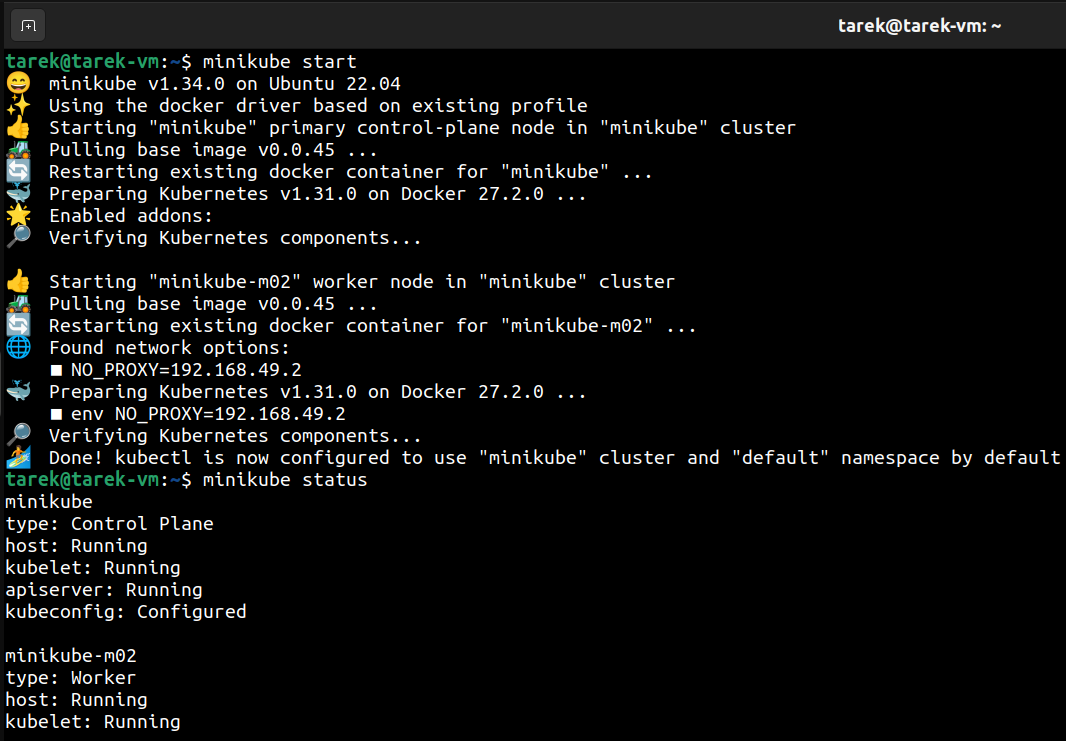 tarek@tarek-vm: ~
tarek@tarek-vm:~$ minikube start
😄 minikube v1.34.0 on Ubuntu 22.04
✨ Using the docker driver based on existing profile
👍 Starting "minikube" primary control-plane node in "minikube" cluster
🚜 Pulling base image v0.0.45 ...
🔄 Restarting existing docker container for "minikube" ...
🐳 Preparing Kubernetes v1.31.0 on Docker 27.2.0 ...
🌟 Enabled addons:
🔎 Verifying Kubernetes components...
👍 Starting "minikube-m02" worker node in "minikube" cluster
🚜 Pulling base image v0.0.45 ...
🔄 Restarting existing docker container for "minikube-m02" ...
🌐 Found network options:
■ NO_PROXY=192.168.49.2
🐳 Preparing Kubernetes v1.31.0 on Docker 27.2.0 ...
■ env NO_PROXY=192.168.49.2
🔎 Verifying Kubernetes components...
🏄 Done! kubectl is now configured to use "minikube" cluster and "default" namespace by default
tarek@tarek-vm:~$ minikube status
minikube
type: Control Plane
host: Running
kubelet: Running
apiserver: Running
kubeconfig: Configured
minikube-m02
type: Worker
host: Running
kubelet: Running